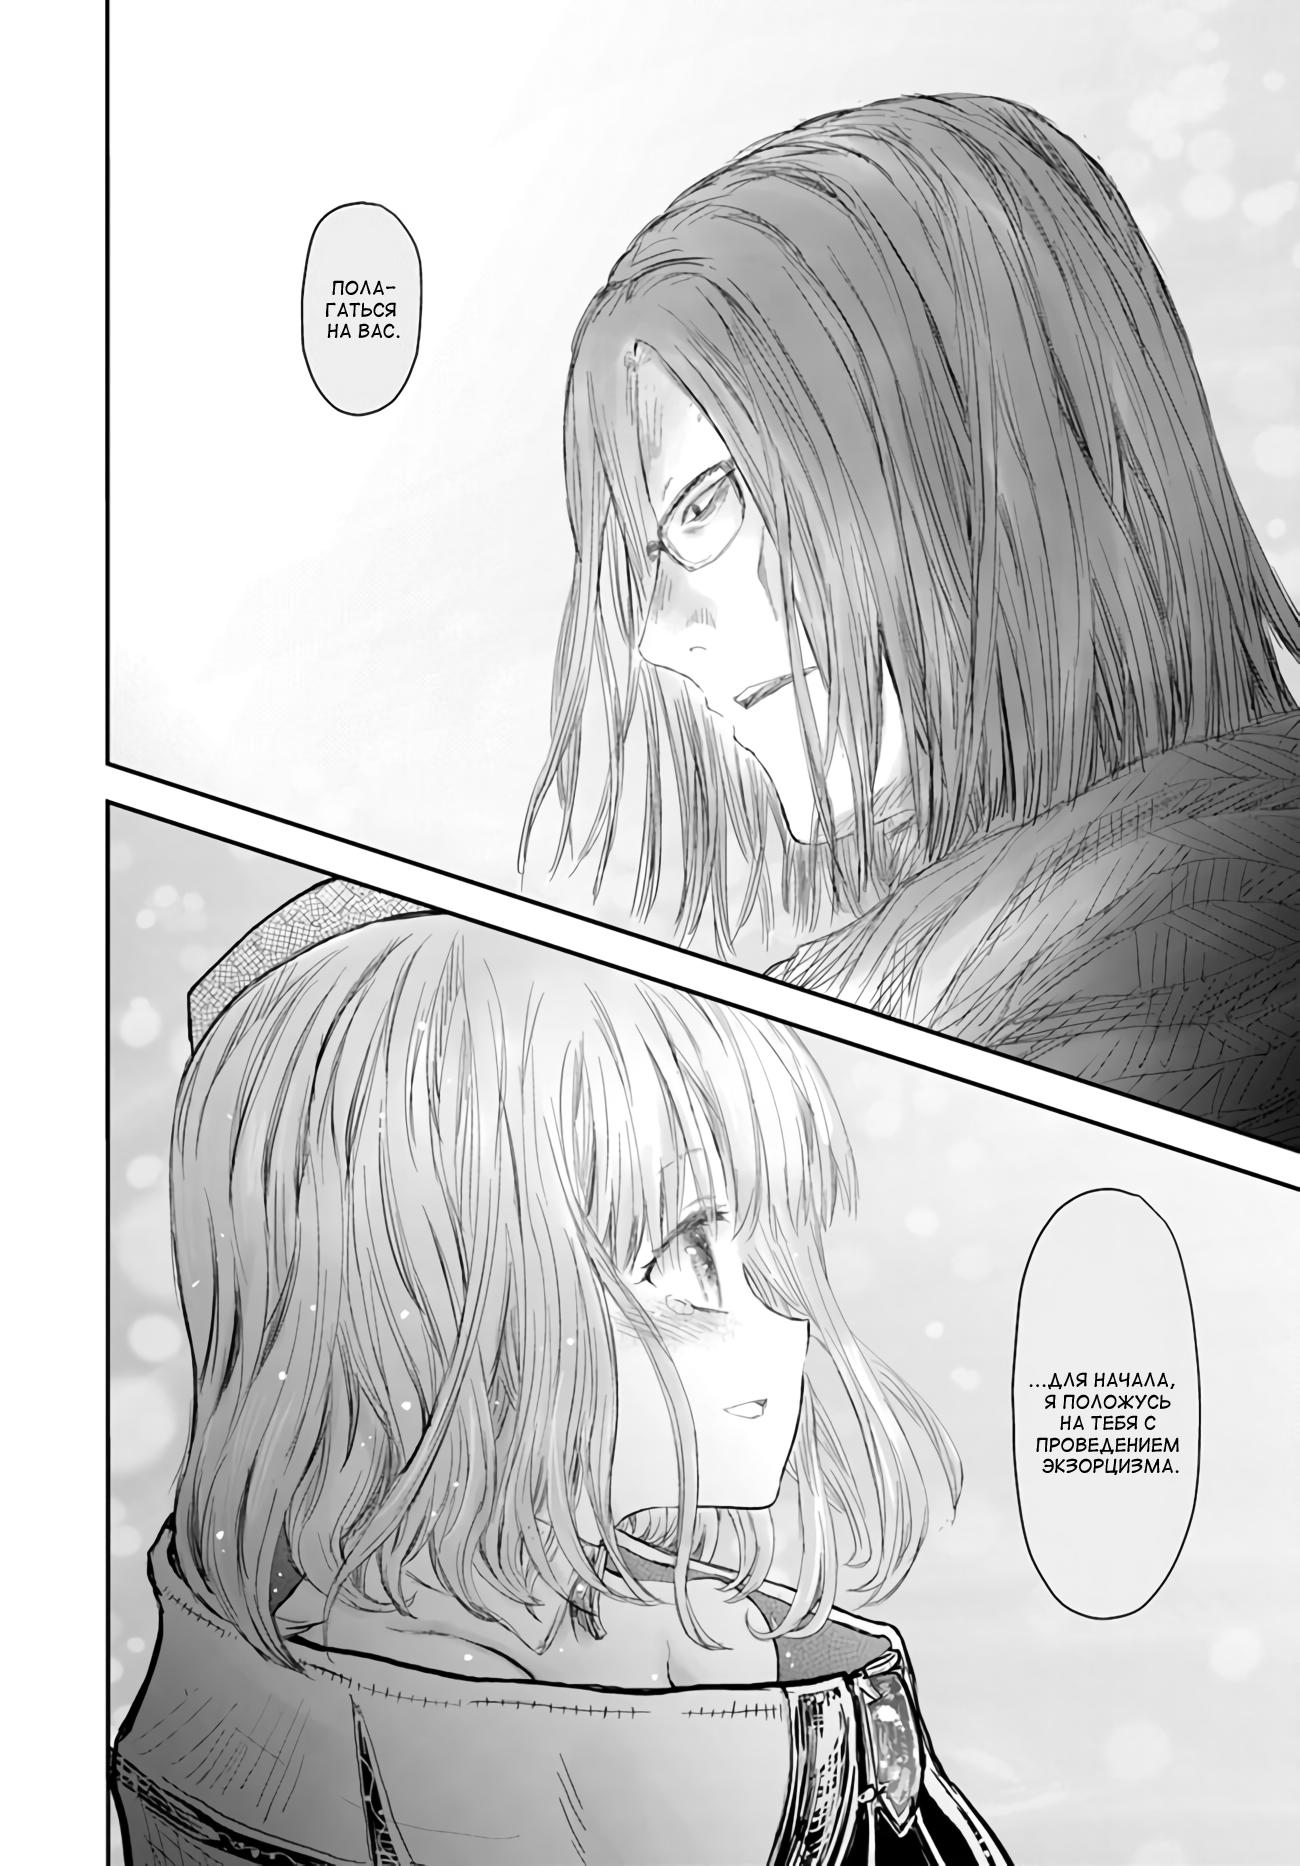 ПОЛА-
ГАТЬСЯ
НА ВАС.
...ДЛЯ НАЧАЛА,
Я ПОЛОЖУСЬ
НА ТЕБЯ С
ПРОВЕДЕНИЕМ
ЭКЗОРЦИЗМА.